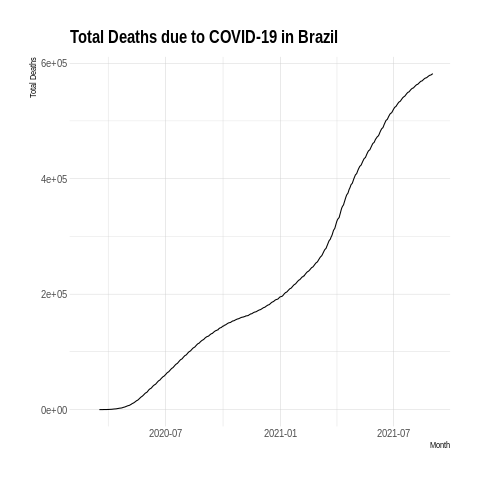 Total Deaths due to COVID-19 in Brazil
Total Deaths
6e+05
4e+05
2e+05
0e+00
2020-07
2021-01
2021-07
Month